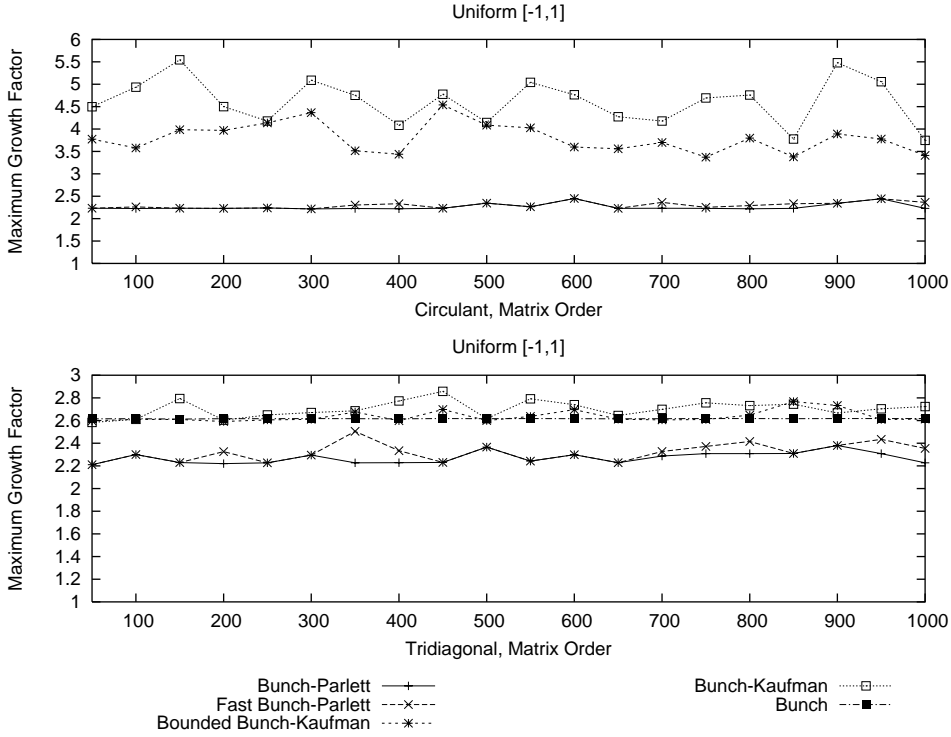 Uniform [-1,1]
Maximum Growth Factor
6
5.5
5
4.5
4
3.5
3
2.5
2
1.5
1
100 200 300 400 500 600 700 800 900 1000
Circulant, Matrix Order
Uniform [-1,1]
Maximum Growth Factor
3
2.8
2.6
2.4
2.2
2
1.8
1.6
1.4
1.2
1
100 200 300 400 500 600 700 800 900 1000
Tridiagonal, Matrix Order
Bunch-Parlett
Fast Bunch-Parlett
Bounded Bunch-Kaufman
Bunch-Kaufman
Bunch